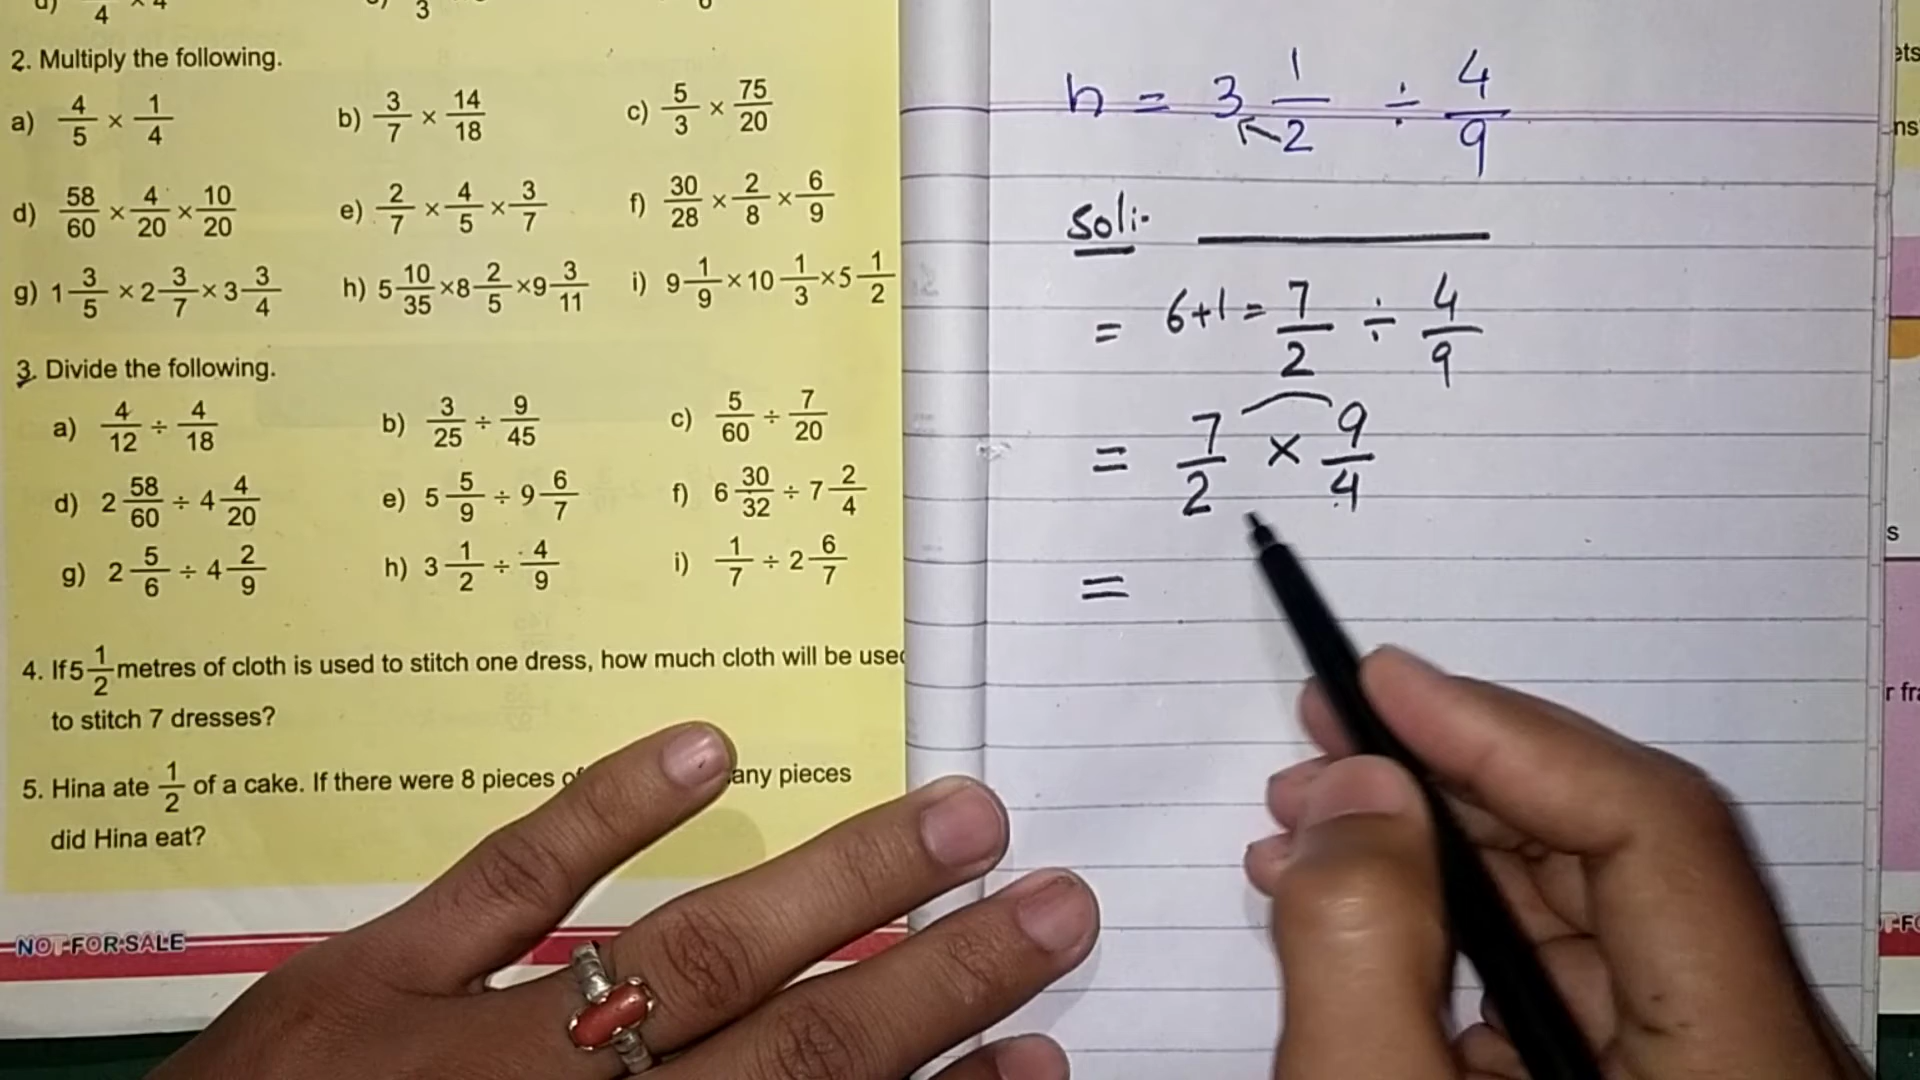 d) 4 × 4
3
2. Multiply the following.
a) 4/5 × 1/4 b) 3/7 × 14/18 c) 5/3 × 75/20
d) 58/60 × 4/20 × 10/20 e) 2/7 × 4/5 × 3/7 f) 30/28 × 2/8 × 6/9
g) 1 3/5 × 2 3/7 × 3 3/4 h) 5 10/35 × 8 2/5 × 9 3/11 i) 9 1/9 × 10 1/3 × 5 1/2
3. Divide the following.
a) 4/12 ÷ 4/18 b) 3/25 ÷ 9/45 c) 5/60 ÷ 7/20
d) 2 58/60 ÷ 4 4/20 e) 5 5/9 ÷ 9 6/7 f) 6 30/32 ÷ 7 2/4
g) 2 5/6 ÷ 4 2/9 h) 3 1/2 ÷ 4/9 i) 1/7 ÷ 2 6/7
4. If 5 1/2 metres of cloth is used to stitch one dress, how much cloth will be used
to stitch 7 dresses?
5. Hina ate 1/2 of a cake. If there were 8 pieces of any pieces
did Hina eat?
NOT FOR SALE
h = 3 1/2 ÷ 4/9
Sol:-
= 6+1 = 7/2 ÷ 4/9
= 7/2 × 9/4
=
ets
ns
s
r fra